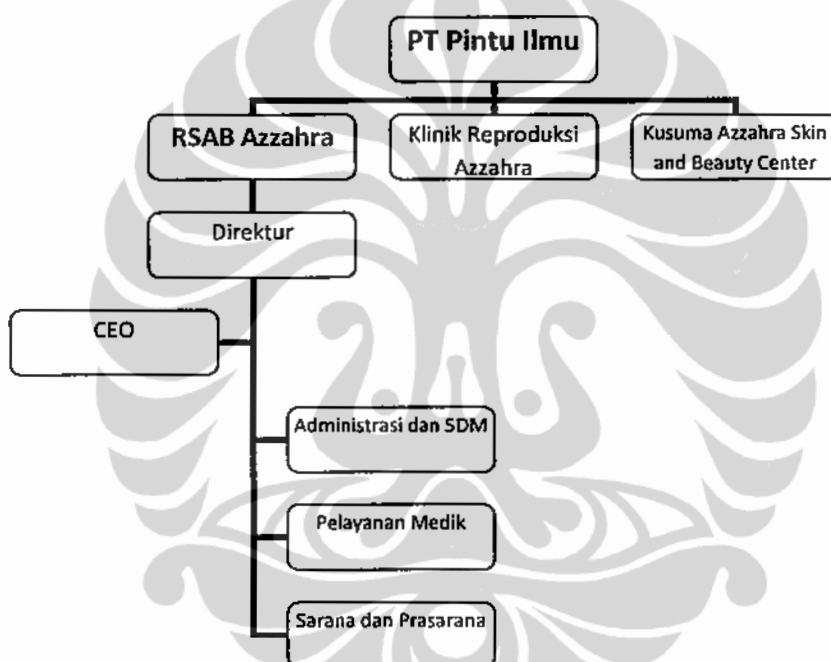 PT Pintu Ilmu
RSAB Azzahra
Klinik Reproduksi
Azzahra
Kusuma Azzahra Skin
and Beauty Center
Direktur
CEO
Administrasi dan SDM
Pelayanan Medik
Sarana dan Prasarana